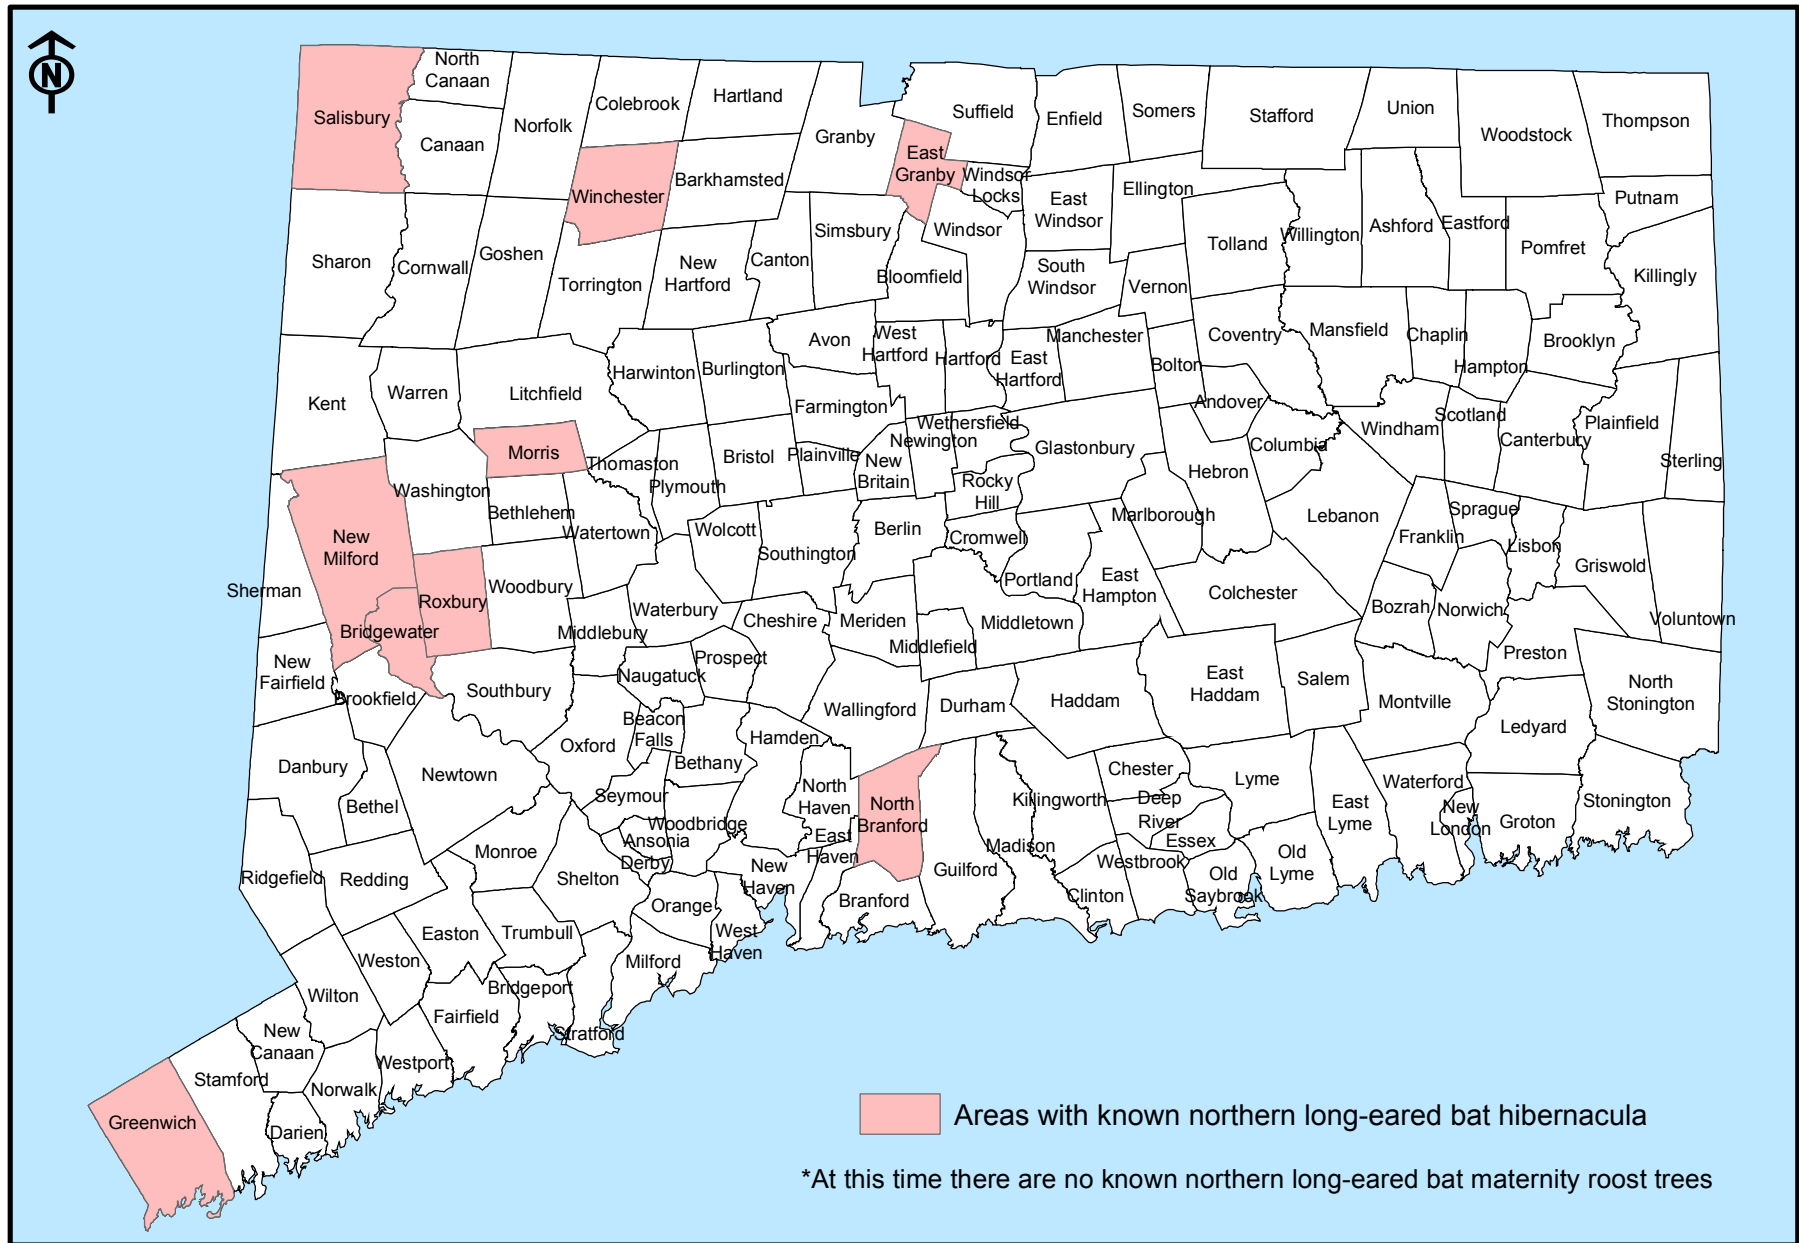 N
North
Canaan
Salisbury
Canaan
Norfolk
Colebrook
Hartland
Granby
Suffield
Enfield
Somers
Stafford
Union
Woodstock
Thompson
Winchester
Barkhamsted
East
Granby
Windsor
Locks
East
Windsor
Ellington
Putnam
Sharon
Cornwall
Goshen
Torrington
New
Hartford
Canton
Simsbury
Bloomfield
Windsor
South
Windsor
Vernon
Tolland
Willington
Ashford
Eastford
Pomfret
Killingly
Kent
Warren
Litchfield
Harwinton
Burlington
Avon
West
Hartford
Hartford
East
Hartford
Manchester
Bolton
Coventry
Mansfield
Chaplin
Hampton
Brooklyn
Farmington
Andover
Morris
Thomaston
Plymouth
Bristol
Plainville
New
Britain
Newington
Wethersfield
Rocky
Hill
Glastonbury
Hebron
Columbia
Windham
Scotland
Canterbury
Plainfield
Sterling
Washington
Bethlehem
Watertown
Wolcott
Southington
Berlin
Cromwell
Portland
Marlborough
East
Hampton
Lebanon
Franklin
Sprague
Lisbon
Griswold
Voluntown
New
Milford
Sherman
Roxbury
Bridgewater
Woodbury
Middlebury
Waterbury
Cheshire
Meriden
Middlefield
Middletown
Colchester
Bozrah
Norwich
Preston
North
Stonington
New
Fairfield
Brookfield
Southbury
Naugatuck
Prospect
Wallingford
Durham
Haddam
East
Haddam
Salem
Montville
Ledyard
Danbury
Bethel
Newtown
Oxford
Beacon
Falls
Bethany
Hamden
North
Haven
North
Branford
Guilford
Madison
Killingworth
Chester
Deep
River
Essex
Lyme
East
Lyme
Waterford
New
London
Groton
Stonington
Seymour
Woodbridge
Ansonia
Derby
East
Haven
New
Haven
Branford
Clinton
Westbrook
Old
Saybrook
Old
Lyme
Ridgefield
Redding
Monroe
Shelton
Orange
West
Haven
Milford
Easton
Trumbull
Weston
Wilton
Bridgeport
Stratford
Fairfield
Westport
New
Canaan
Norwalk
Stamford
Darien
Greenwich
Areas with known northern long-eared bat hibernacula
*At this time there are no known northern long-eared bat maternity roost trees